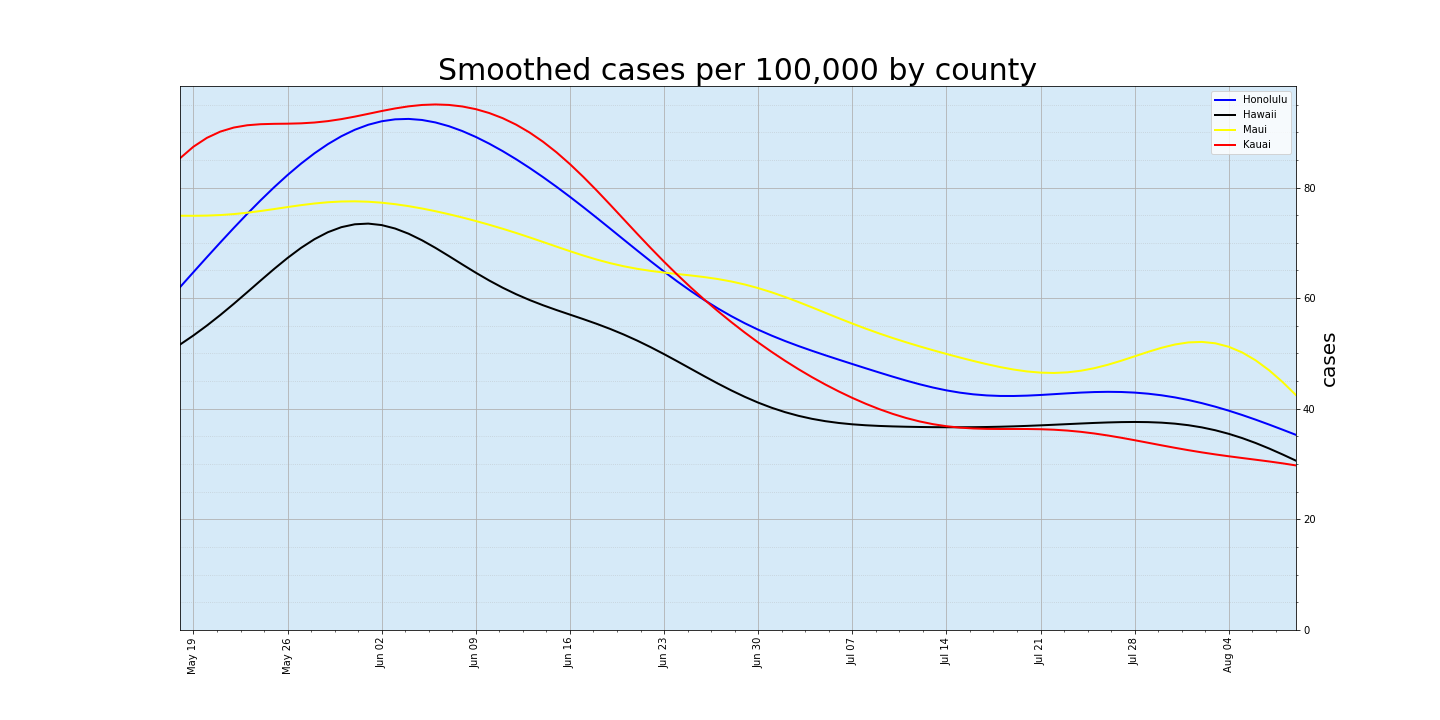 Smoothed cases per 100,000 by county
Honolulu
Hawaii
Maui
Kauai
80
60
40
20
0
cases
May 19
May 26
Jun 02
Jun 09
Jun 16
Jun 23
Jun 30
Jul 07
Jul 14
Jul 21
Jul 28
Aug 04